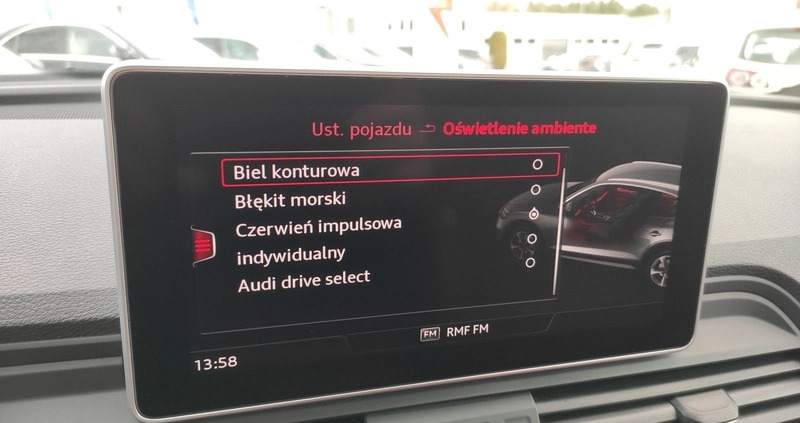 Ust. pojazdu Oświetlenie ambiente
Biel konturowa
Błękit morski
Czerwień impulsowa
indywidualny
Audi drive select
FM RMF FM
13:58